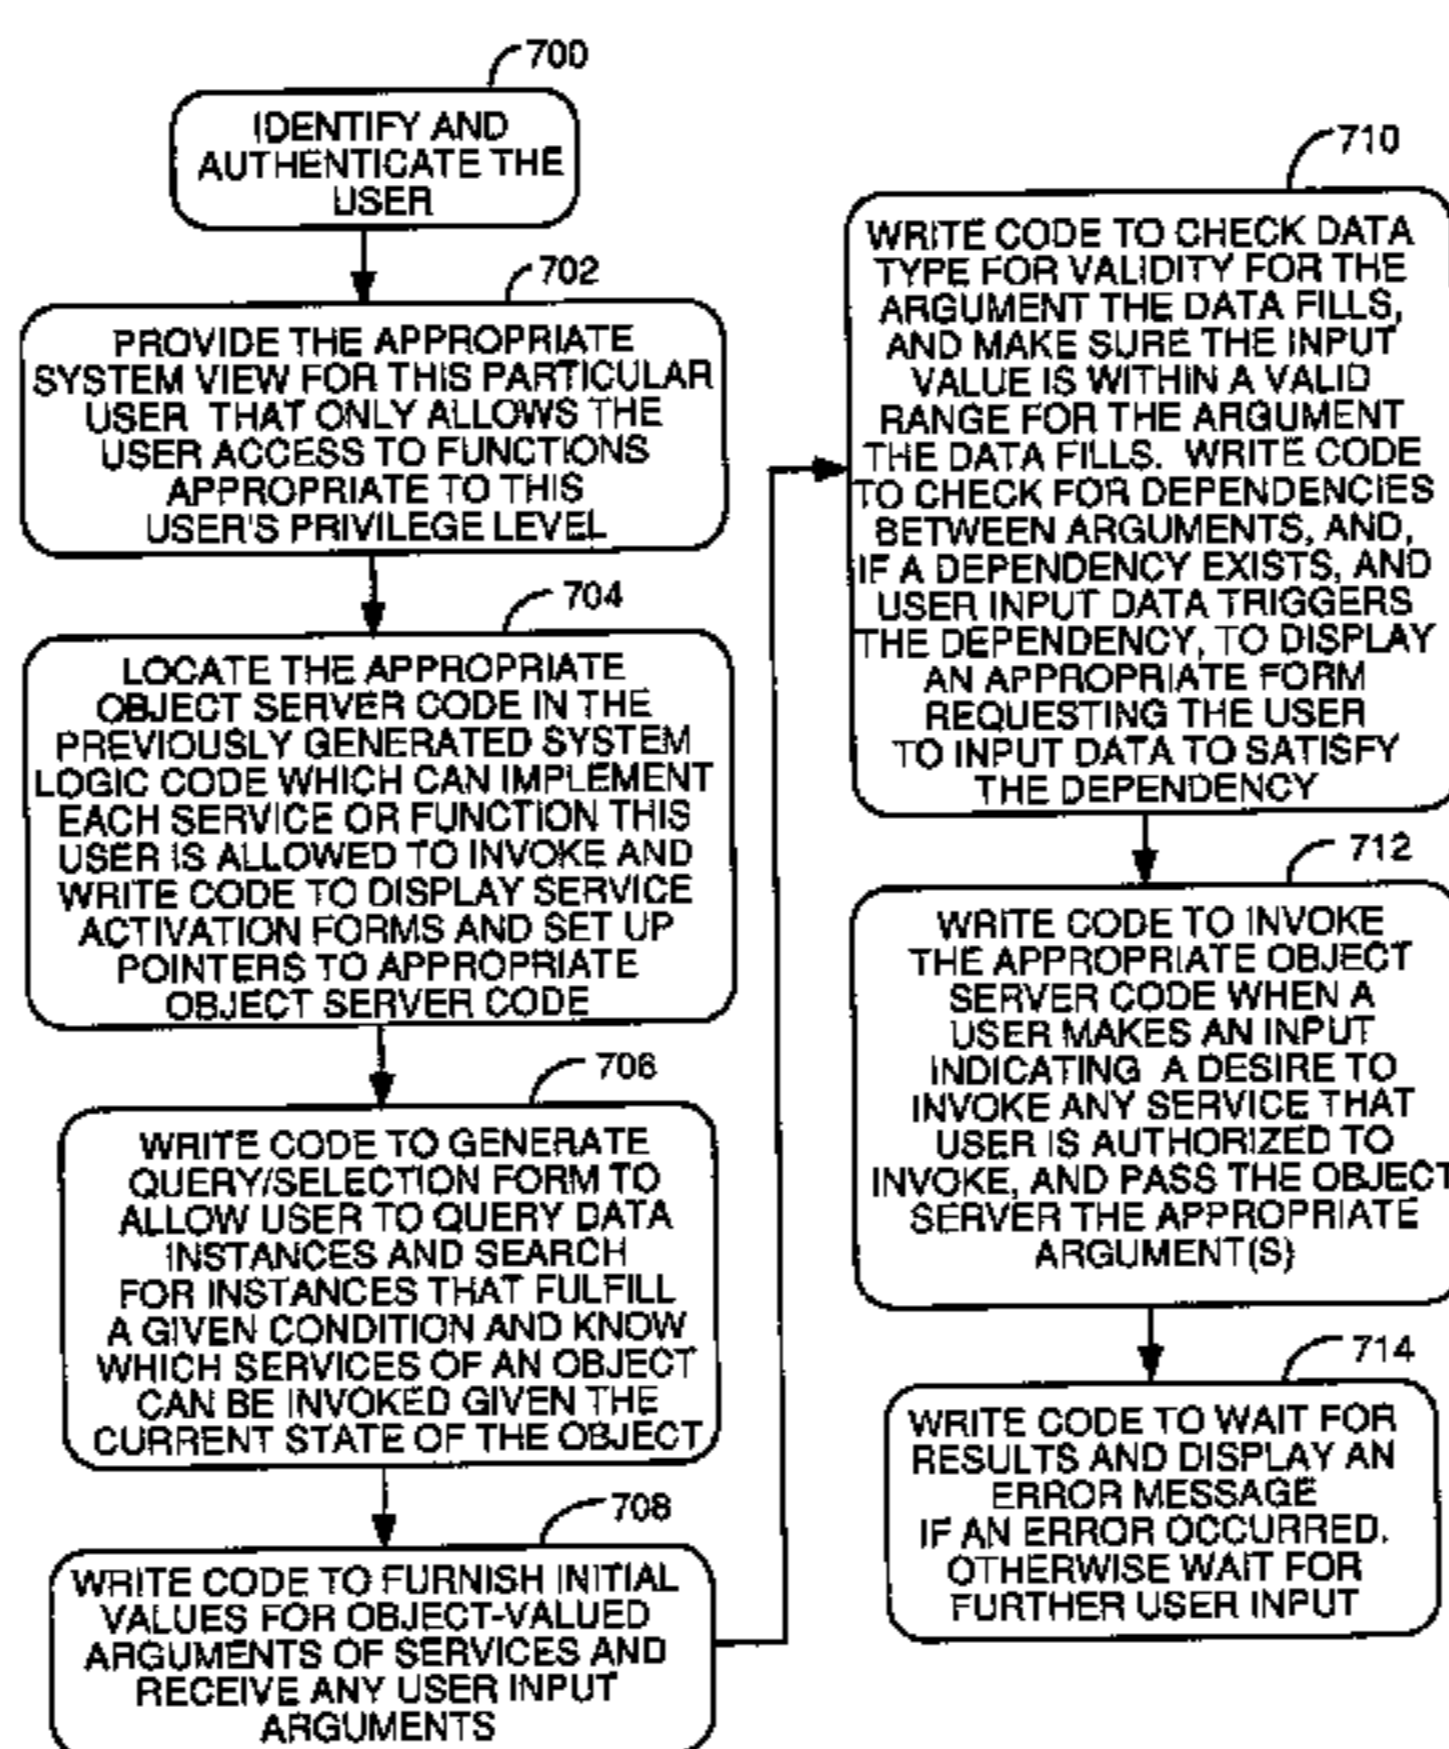 700
IDENTIFY AND
AUTHENTICATE THE
USER
702
PROVIDE THE APPROPRIATE
SYSTEM VIEW FOR THIS PARTICULAR
USER THAT ONLY ALLOWS THE
USER ACCESS TO FUNCTIONS
APPROPRIATE TO THIS
USER'S PRIVILEGE LEVEL
704
LOCATE THE APPROPRIATE
OBJECT SERVER CODE IN THE
PREVIOUSLY GENERATED SYSTEM
LOGIC CODE WHICH CAN IMPLEMENT
EACH SERVICE OR FUNCTION THIS
USER IS ALLOWED TO INVOKE AND
WRITE CODE TO DISPLAY SERVICE
ACTIVATION FORMS AND SET UP
POINTERS TO APPROPRIATE
OBJECT SERVER CODE
706
WRITE CODE TO GENERATE
QUERY/SELECTION FORM TO
ALLOW USER TO QUERY DATA
INSTANCES AND SEARCH
FOR INSTANCES THAT FULFILL
A GIVEN CONDITION AND KNOW
WHICH SERVICES OF AN OBJECT
CAN BE INVOKED GIVEN THE
CURRENT STATE OF THE OBJECT
708
WRITE CODE TO FURNISH INITIAL
VALUES FOR OBJECT-VALUED
ARGUMENTS OF SERVICES AND
RECEIVE ANY USER INPUT
ARGUMENTS
710
WRITE CODE TO CHECK DATA
TYPE FOR VALIDITY FOR THE
ARGUMENT THE DATA FILLS,
AND MAKE SURE THE INPUT
VALUE IS WITHIN A VALID
RANGE FOR THE ARGUMENT
THE DATA FILLS. WRITE CODE
TO CHECK FOR DEPENDENCIES
BETWEEN ARGUMENTS, AND,
IF A DEPENDENCY EXISTS, AND
USER INPUT DATA TRIGGERS
THE DEPENDENCY, TO DISPLAY
AN APPROPRIATE FORM
REQUESTING THE USER
TO INPUT DATA TO SATISFY
THE DEPENDENCY
712
WRITE CODE TO INVOKE
THE APPROPRIATE OBJECT
SERVER CODE WHEN A
USER MAKES AN INPUT
INDICATING A DESIRE TO
INVOKE ANY SERVICE THAT
USER IS AUTHORIZED TO
INVOKE, AND PASS THE OBJECT
SERVER THE APPROPRIATE
ARGUMENT(S)
714
WRITE CODE TO WAIT FOR
RESULTS AND DISPLAY AN
ERROR MESSAGE
IF AN ERROR OCCURRED.
OTHERWISE WAIT FOR
FURTHER USER INPUT